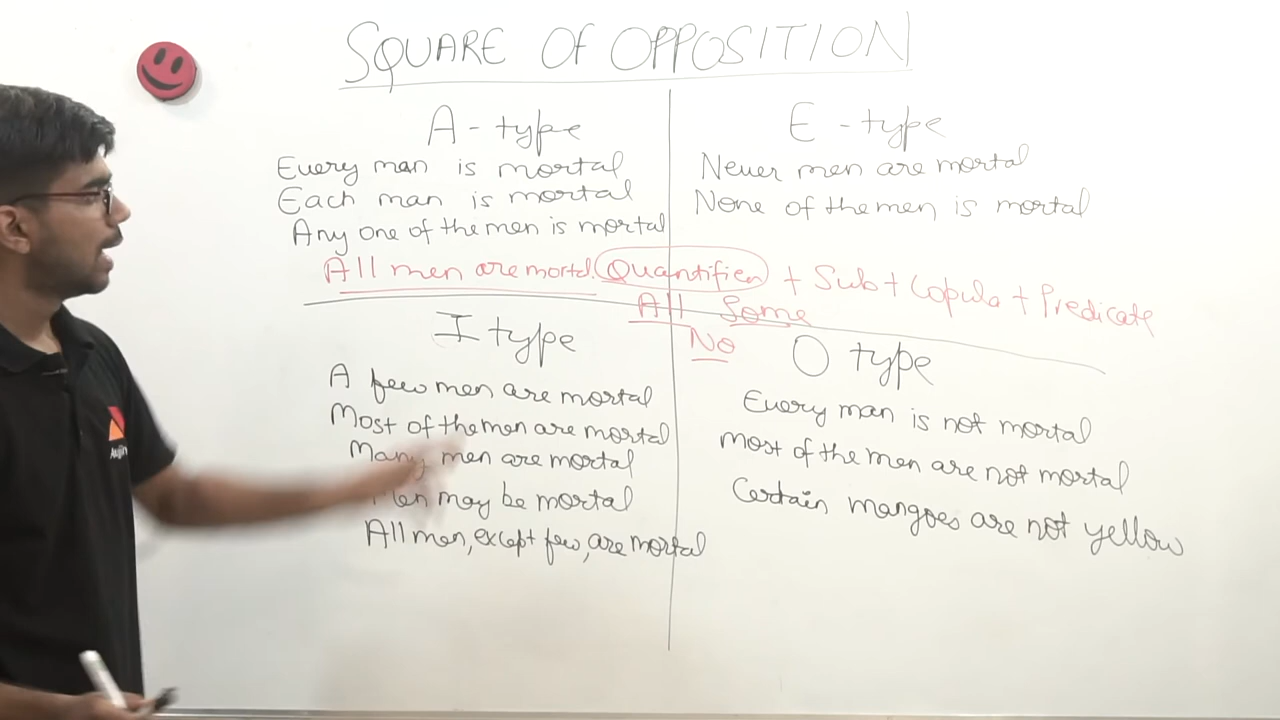 SQUARE OF OPPOSITION
A - type
Every man is mortal
Each man is mortal
Any one of the men is mortal
All men are mortal
E - type
Never men are mortal
None of the men is mortal
Quantifier + Sub + Copula + Predicate
All Some
No
I type
A few men are mortal
Most of the men are mortal
Many men are mortal
Men may be mortal
All men, except few, are mortal
O type
Every man is not mortal
Most of the men are not mortal
Certain mangoes are not yellow